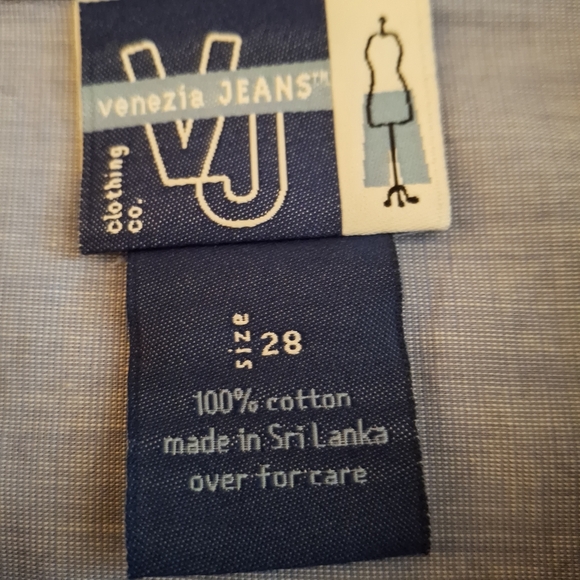 VJ
venezia JEANS™
clothing
co.
size 28
100% cotton
made in Sri Lanka
over for care